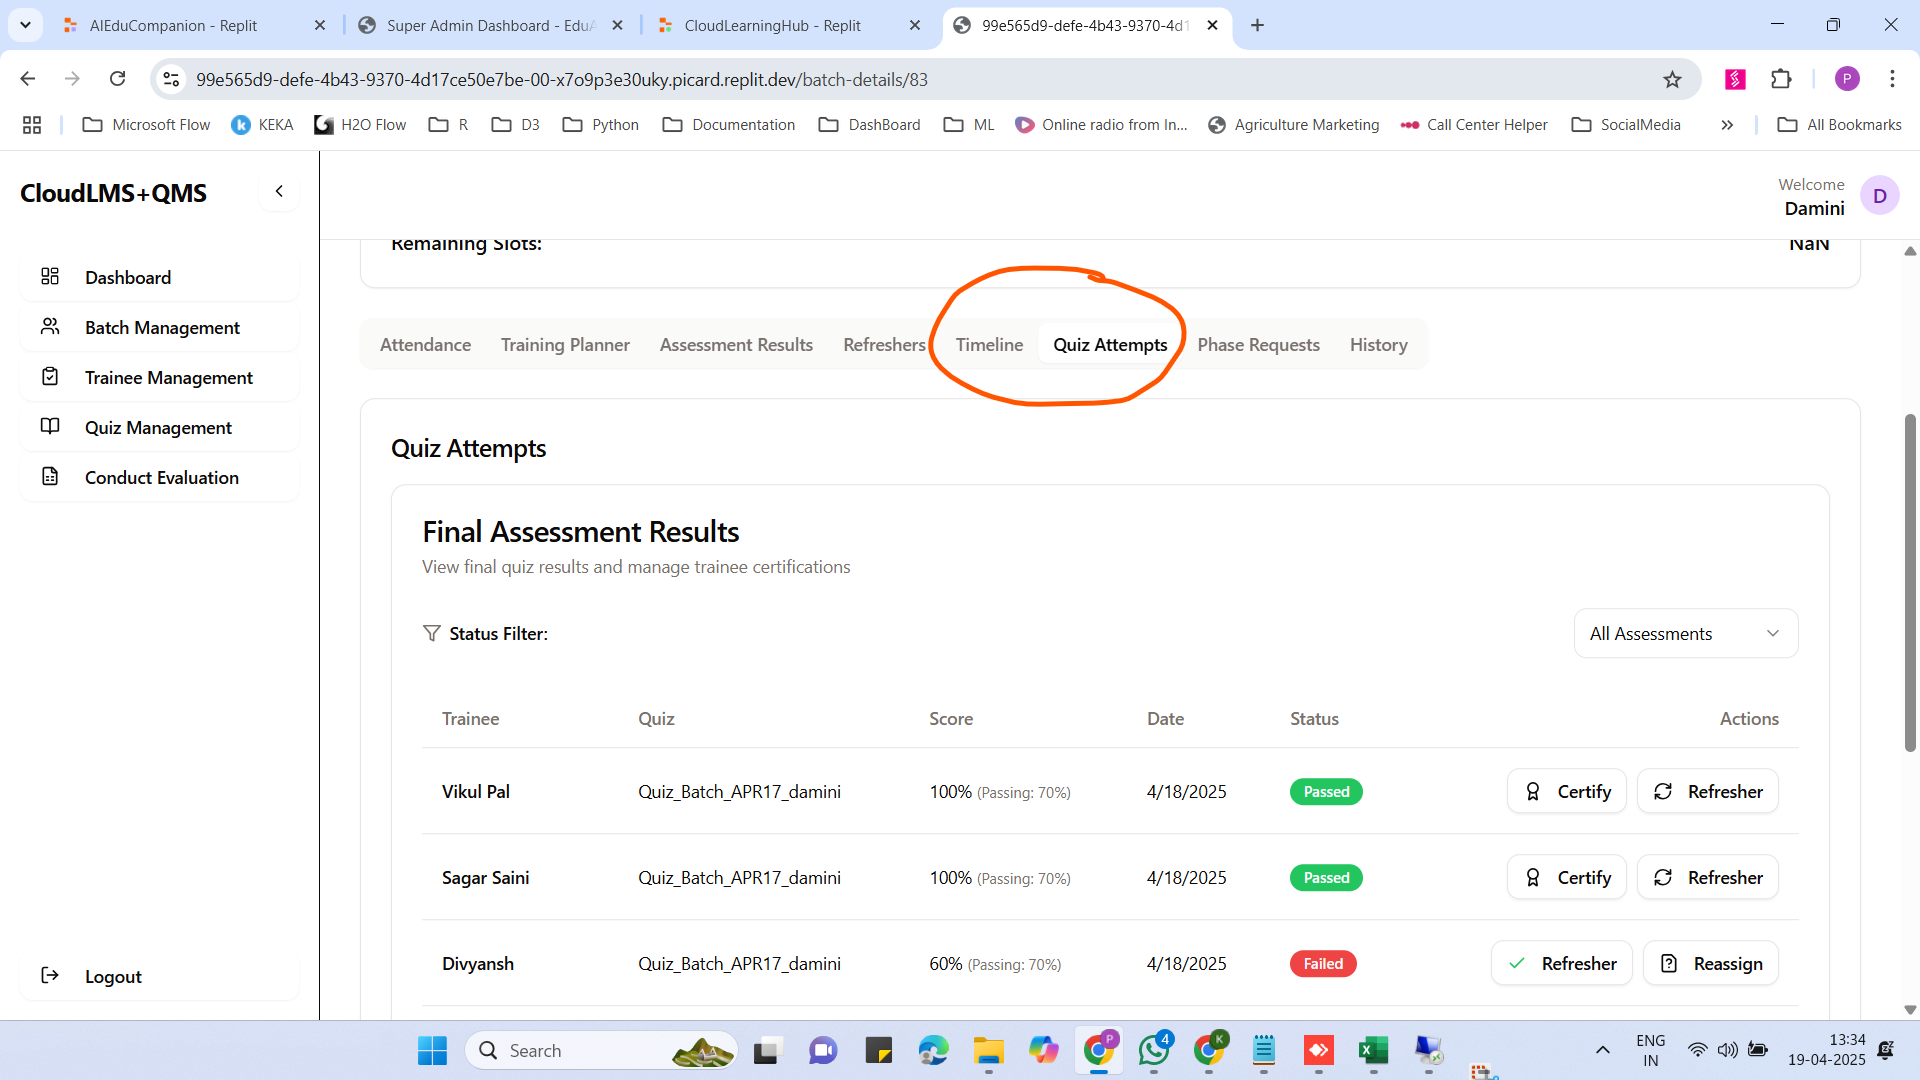 AIEduCompanion - Replit
Super Admin Dashboard - EduA
CloudLearningHub - Replit
99e565d9-defe-4b43-9370-4d1
99e565d9-defe-4b43-9370-4d17ce50e7be-00-x7o9p3e30uky.picard.replit.dev/batch-details/83
P
Microsoft Flow
KEKA
H2O Flow
R
D3
Python
Documentation
DashBoard
ML
Online radio from In...
Agriculture Marketing
Call Center Helper
SocialMedia
All Bookmarks
CloudLMS+QMS
Welcome
Damini
D
Dashboard
Batch Management
Trainee Management
Quiz Management
Conduct Evaluation
Logout
Remaining Slots: NaN
Attendance Training Planner Assessment Results Refreshers Timeline Quiz Attempts Phase Requests History
Quiz Attempts
Final Assessment Results
View final quiz results and manage trainee certifications
Status Filter: All Assessments
Trainee Quiz Score Date Status Actions
Vikul Pal Quiz_Batch_APR17_damini 100% (Passing: 70%) 4/18/2025 Passed Certify Refresher
Sagar Saini Quiz_Batch_APR17_damini 100% (Passing: 70%) 4/18/2025 Passed Certify Refresher
Divyansh Quiz_Batch_APR17_damini 60% (Passing: 70%) 4/18/2025 Failed Refresher Reassign
Search
P
4
K
ENG
IN
13:34
19-04-2025